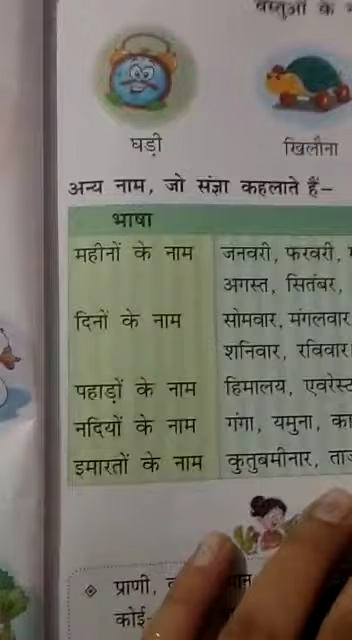 वस्तुओं के
घड़ी
खिलौना
अन्य नाम, जो संज्ञा कहलाते हैं–
भाषा
महीनों के नाम
जनवरी, फरवरी,
अगस्त, सितंबर,
दिनों के नाम
सोमवार, मंगलवार
शनिवार, रविवार
पहाड़ों के नाम
हिमालय, एवरेस्ट
नदियों के नाम
गंगा, यमुना,
इमारतों के नाम
कुतुबमीनार,
प्राणी,
कोई-